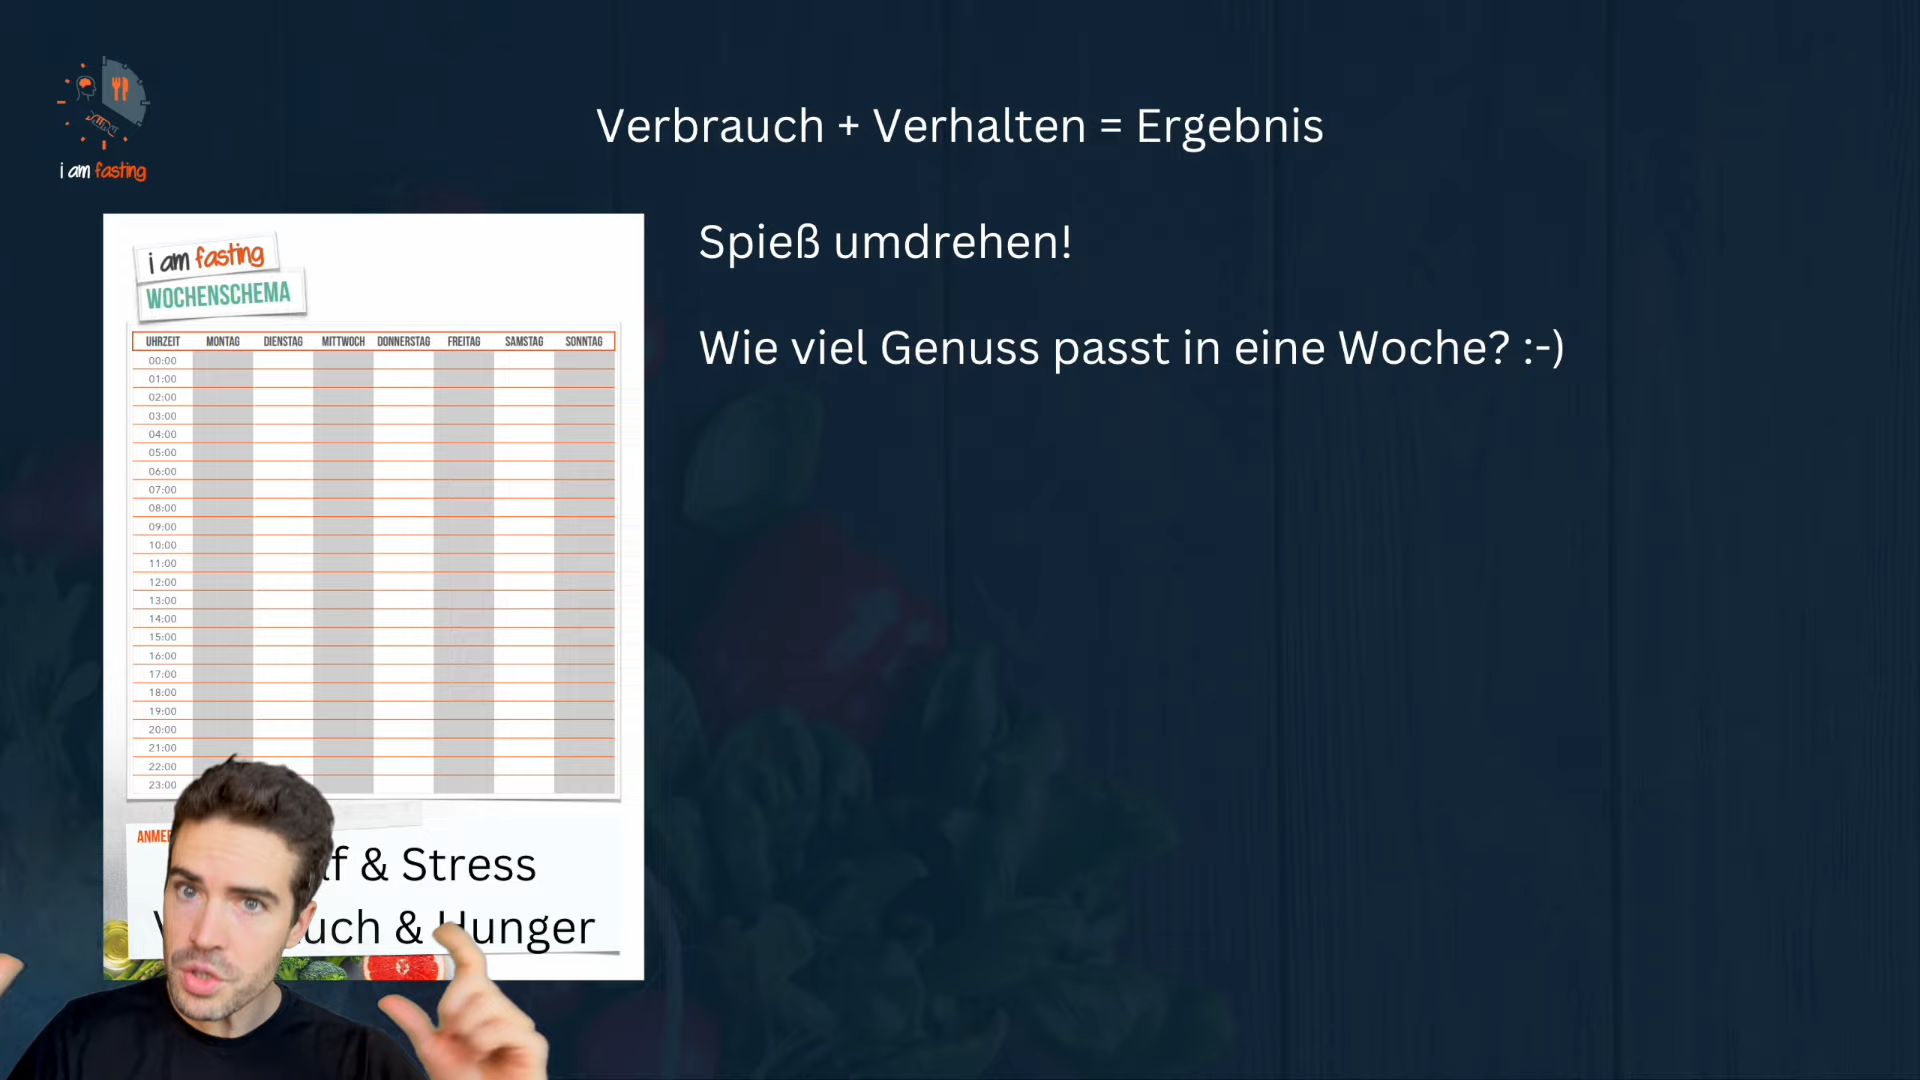 i am fasting
Verbrauch + Verhalten = Ergebnis
Spieß umdrehen!
Wie viel Genuss passt in eine Woche? :-)
i am fasting
WOCHENSCHEMA
UHRZEIT MONTAG DIENSTAG MITTWOCH DONNERSTAG FREITAG SAMSTAG SONNTAG
00:00
01:00
02:00
03:00
04:00
05:00
06:00
07:00
08:00
09:00
10:00
11:00
12:00
13:00
14:00
15:00
16:00
17:00
18:00
19:00
20:00
21:00
22:00
23:00
& Stress
& Hunger